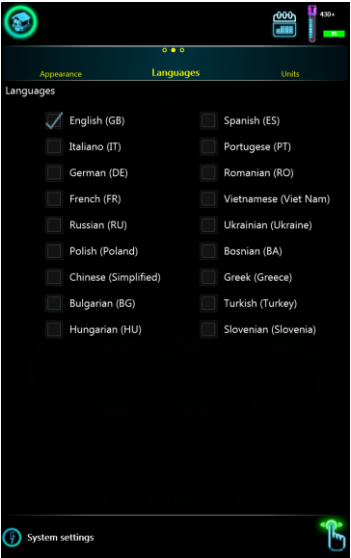 000
430+
Appearance
Languages
Units
Languages
English (GB)
Spanish (ES)
Italiano (IT)
Portugese (PT)
German (DE)
Romanian (RO)
French (FR)
Vietnamese (Viet Nam)
Russian (RU)
Ukrainian (Ukraine)
Polish (Poland)
Bosnian (BA)
Chinese (Simplified)
Greek (Greece)
Bulgarian (BG)
Turkish (Turkey)
Hungarian (HU)
Slovenian (Slovenia)
System settings